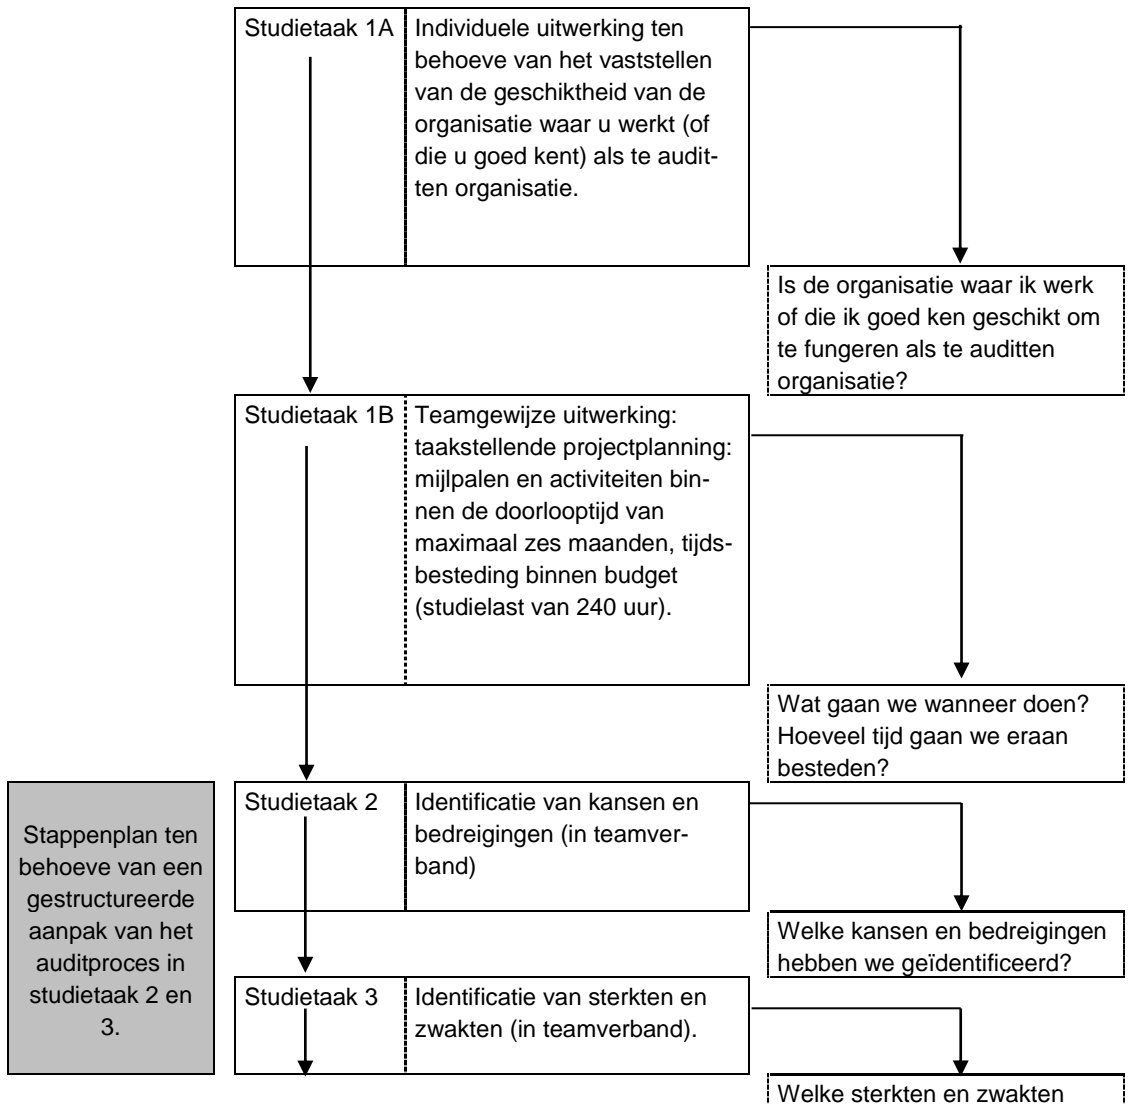 Studietaak 1A
Individuele uitwerking ten
behoeve van het vaststellen
van de geschiktheid van de
organisatie waar u werkt (of
die u goed kent) als te audit-
ten organisatie.
Is de organisatie waar ik werk
of die ik goed ken geschikt om
te fungeren als te auditten
organisatie?
Studietaak 1B
Teamgewijze uitwerking:
taakstellende projectplanning:
mijlpalen en activiteiten bin-
nen de doorlooptijd van
maximaal zes maanden, tijds-
besteding binnen budget
(studielast van 240 uur).
Wat gaan we wanneer doen?
Hoeveel tijd gaan we eraan
besteden?
Stappenplan ten
behoeve van een
gestructureerde
aanpak van het
auditproces in
studietaak 2 en
3.
Studietaak 2
Identificatie van kansen en
bedreigingen (in teamver-
band)
Welke kansen en bedreigingen
hebben we geïdentificeerd?
Studietaak 3
Identificatie van sterkten en
zwakten (in teamverband).
Welke sterkten en zwakten